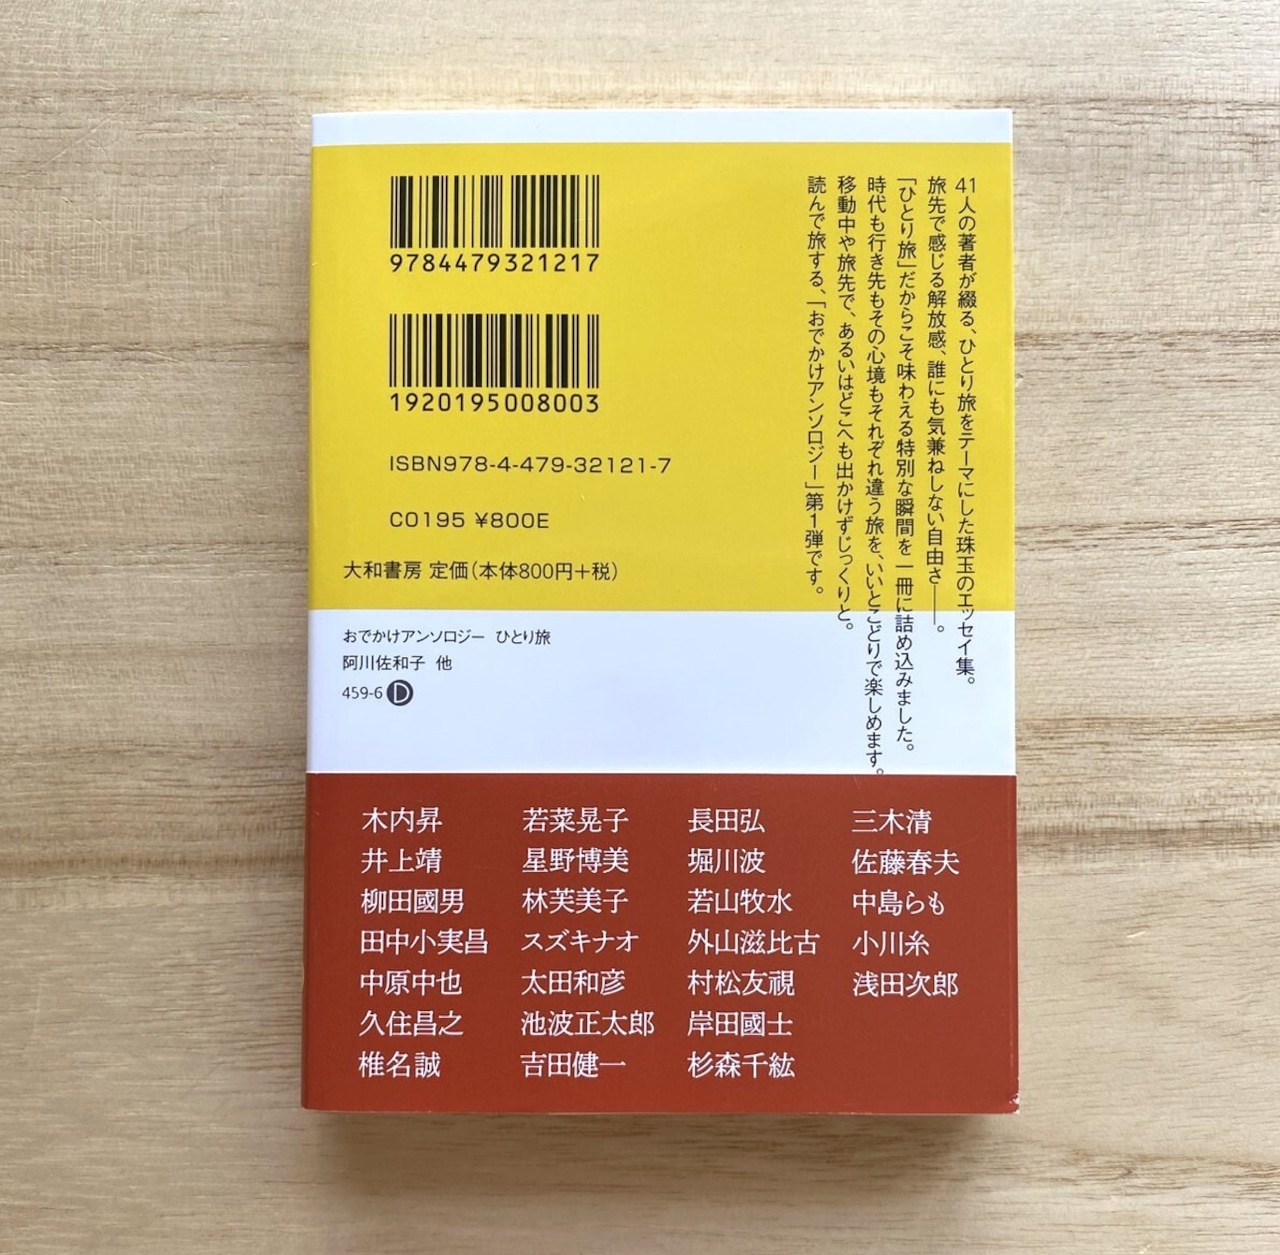 9784479321217
1920195008003
ISBN978-4-479-32121-7
C0195 ¥800E
大和書房 定価(本体800円+税)
41人の著者が綴る、ひとり旅をテーマにした珠玉のエッセイ集。
旅先で感じる解放感、誰にも気兼ねしない自由さ――。
「ひとり旅」だからこそ味わえる特別な瞬間を一冊に詰め込みました。
時代も行き先もその心境もそれぞれ違う旅を、いいとこどりで楽しめます。
移動中や旅先で、あるいはどこへも出かけずじっくりと。
読んで旅する、「おでかけアンソロジー」第1弾です。
おでかけアンソロジー ひとり旅
阿川佐和子 他
459-6 D
木内昇 若菜晃子 長田弘 三木清
井上靖 星野博美 堀川波 佐藤春夫
柳田國男 林芙美子 若山牧水 中島らも
田中小実昌 スズキナオ 外山滋比古 小川糸
中原中也 太田和彦 村松友視 浅田次郎
久住昌之 池波正太郎 岸田國士
椎名誠 吉田健一 杉森千紘